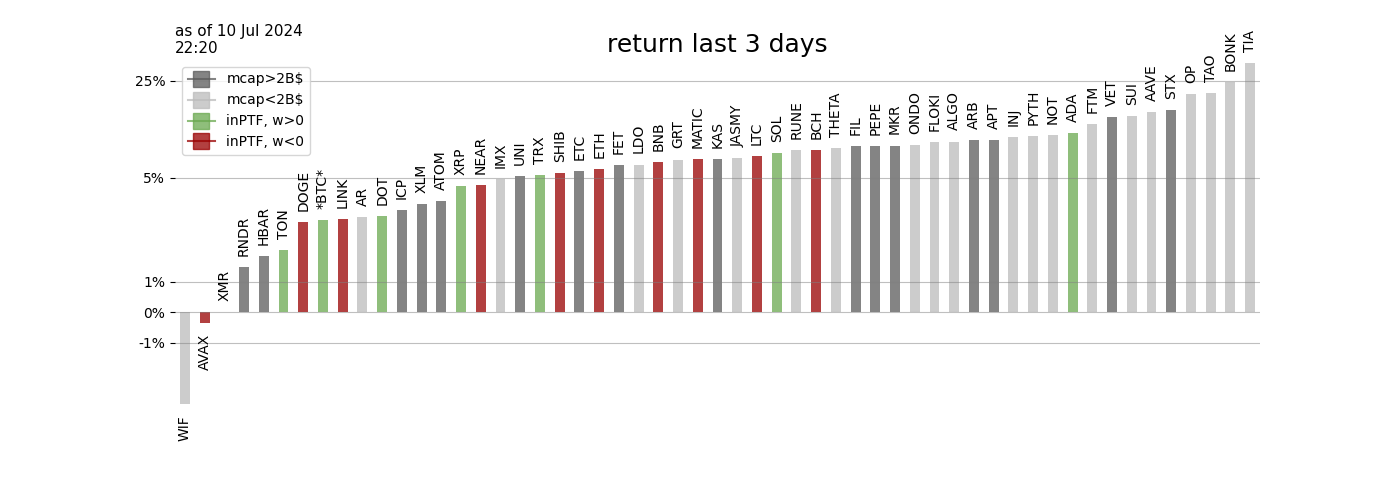 as of 10 Jul 2024
22:20
return last 3 days
mcap>2B$
mcap<2B$
inPTF, w>0
inPTF, w<0
25%
5%
1%
0%
-1%
WIF
AVAX
XMR
RNDR
HBAR
TON
DOGE
*BTC*
LINK
AR
DOT
ICP
XLM
ATOM
XRP
NEAR
IMX
UNI
TRX
SHIB
ETC
ETH
FET
LDO
BNB
GRT
MATIC
KAS
JASMY
LTC
SOL
RUNE
BCH
THETA
FIL
PEPE
MKR
ONDO
FLOKI
ALGO
ARB
APT
INJ
PYTH
NOT
ADA
FTM
VET
SUI
AAVE
STX
OP
TAO
BONK
TIA